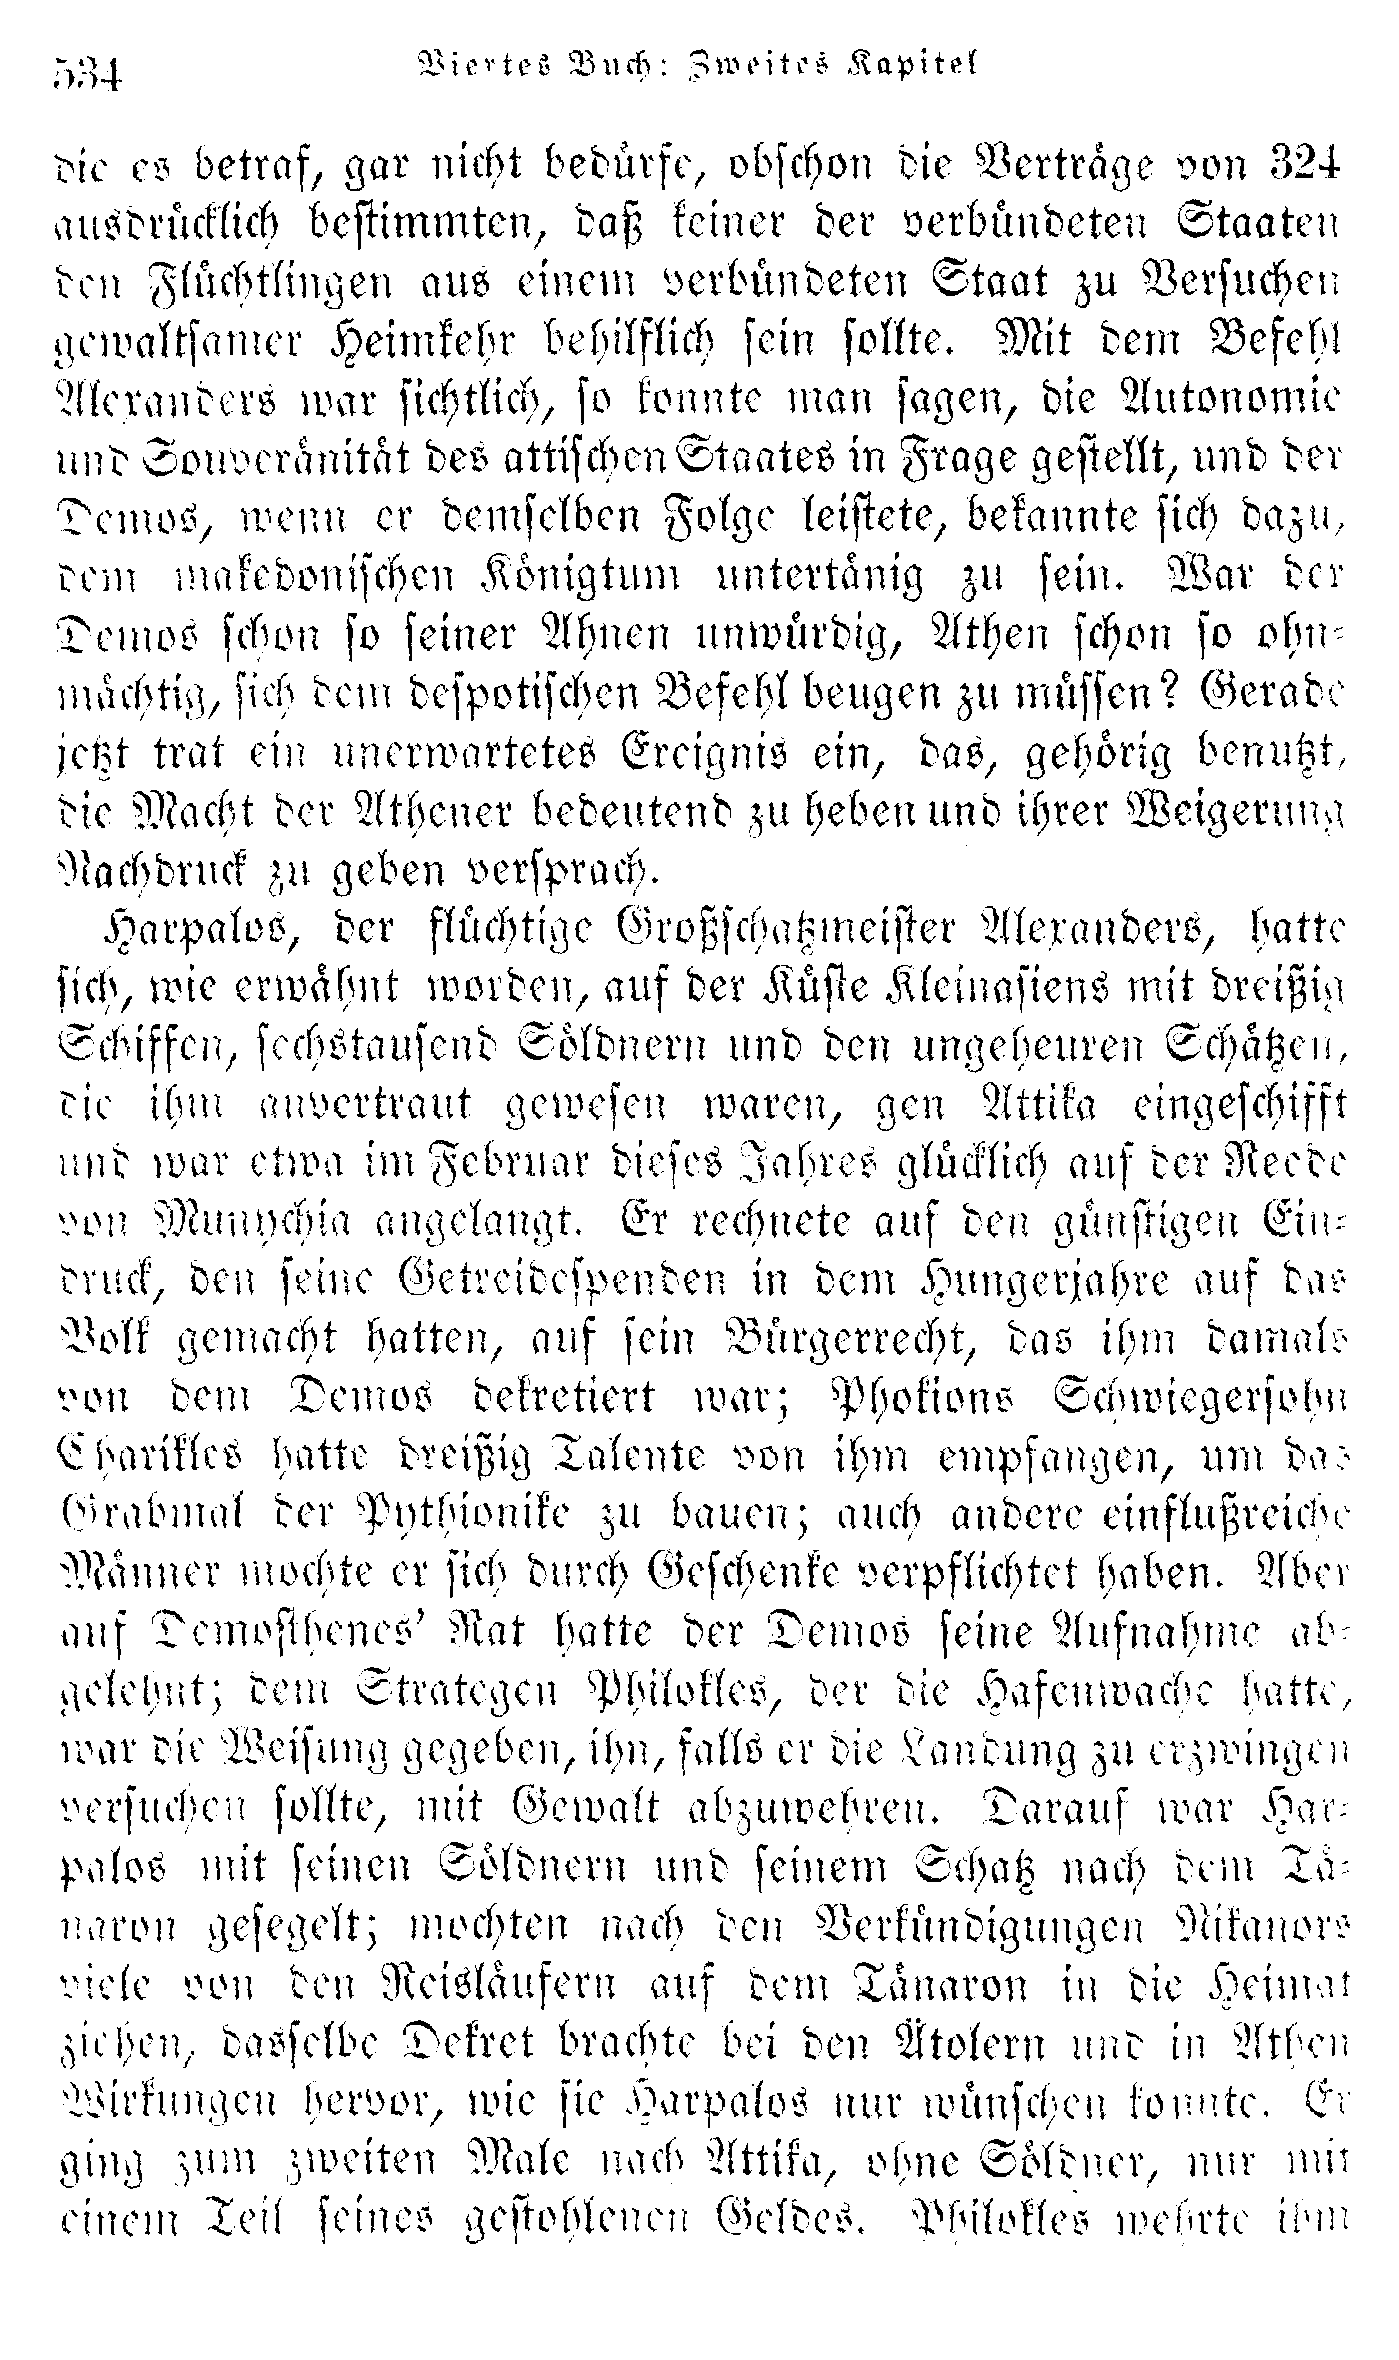 534
Viertes Buch: Zweites Kapitel
die es betraf, gar nicht bedürfe, obschon die Verträge von 324
ausdrücklich bestimmten, daß keiner der verbündeten Staaten
den Flüchtlingen aus einem verbündeten Staat zu Versuchen
gewaltsamer Heimkehr behilflich sein sollte. Mit dem Befehl
Alexanders war sichtlich, so konnte man sagen, die Autonomie
und Souveränität des attischen Staates in Frage gestellt, und der
Demos, wenn er demselben Folge leistete, bekannte sich dazu,
dem makedonischen Königtum untertänig zu sein. War der
Demos schon so seiner Ahnen unwürdig, Athen schon so ohn-
mächtig, sich dem despotischen Befehl beugen zu müssen? Gerade
jetzt trat ein unerwartetes Ereignis ein, das, gehörig benutzt,
die Macht der Athener bedeutend zu heben und ihrer Weigerung
Nachdruck zu geben versprach.
Harpalos, der flüchtige Großschatzmeister Alexanders, hatte
sich, wie erwähnt worden, auf der Küste Kleinasiens mit dreißig
Schiffen, sechstausend Söldnern und den ungeheuren Schätzen,
die ihm anvertraut gewesen waren, gen Attika eingeschifft
und war etwa im Februar dieses Jahres glücklich auf der Reede
von Munychia angelangt. Er rechnete auf den günstigen Ein-
druck, den seine Getreidespenden in dem Hungerjahre auf das
Volk gemacht hatten, auf sein Bürgerrecht, das ihm damals
von dem Demos dekretiert war; Phokions Schwiegersohn
Charikles hatte dreißig Talente von ihm empfangen, um das
Grabmal der Pythionike zu bauen; auch andere einflußreiche
Männer mochte er sich durch Geschenke verpflichtet haben. Aber
auf Demosthenes’ Rat hatte der Demos seine Aufnahme ab-
gelehnt; dem Strategen Philokles, der die Hafenwache hatte,
war die Weisung gegeben, ihn, falls er die Landung zu erzwingen
versuchen sollte, mit Gewalt abzuwehren. Darauf war Har-
palos mit seinen Söldnern und seinem Schatz nach dem Tä-
naron gesegelt; mochten nach den Verkündigungen Nikanors
viele von den Reisläufern auf dem Tänaron in die Heimat
ziehen, dasselbe Dekret brachte bei den Ätolern und in Athen
Wirkungen hervor, wie sie Harpalos nur wünschen konnte. Er
ging zum zweiten Male nach Attika, ohne Söldner, nur mit
einem Teil seines gestohlenen Geldes. Philokles wehrte ihm